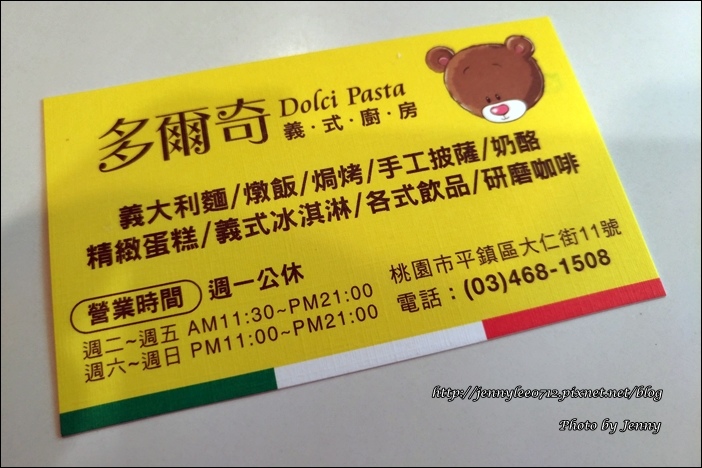 多爾奇 Dolci Pasta
義·式·廚·房
義大利麵/燉飯/焗烤/手工披薩/奶酪
精緻蛋糕/義式冰淇淋/各式飲品/研磨咖啡
營業時間 週一公休
週二~週五 AM11:30~PM21:00
週六~週日 PM11:00~PM21:00
桃園市平鎮區大仁街11號
電話：(03)468-1508
http://jennylee0712.pixnet.net/blog
Photo by Jenny